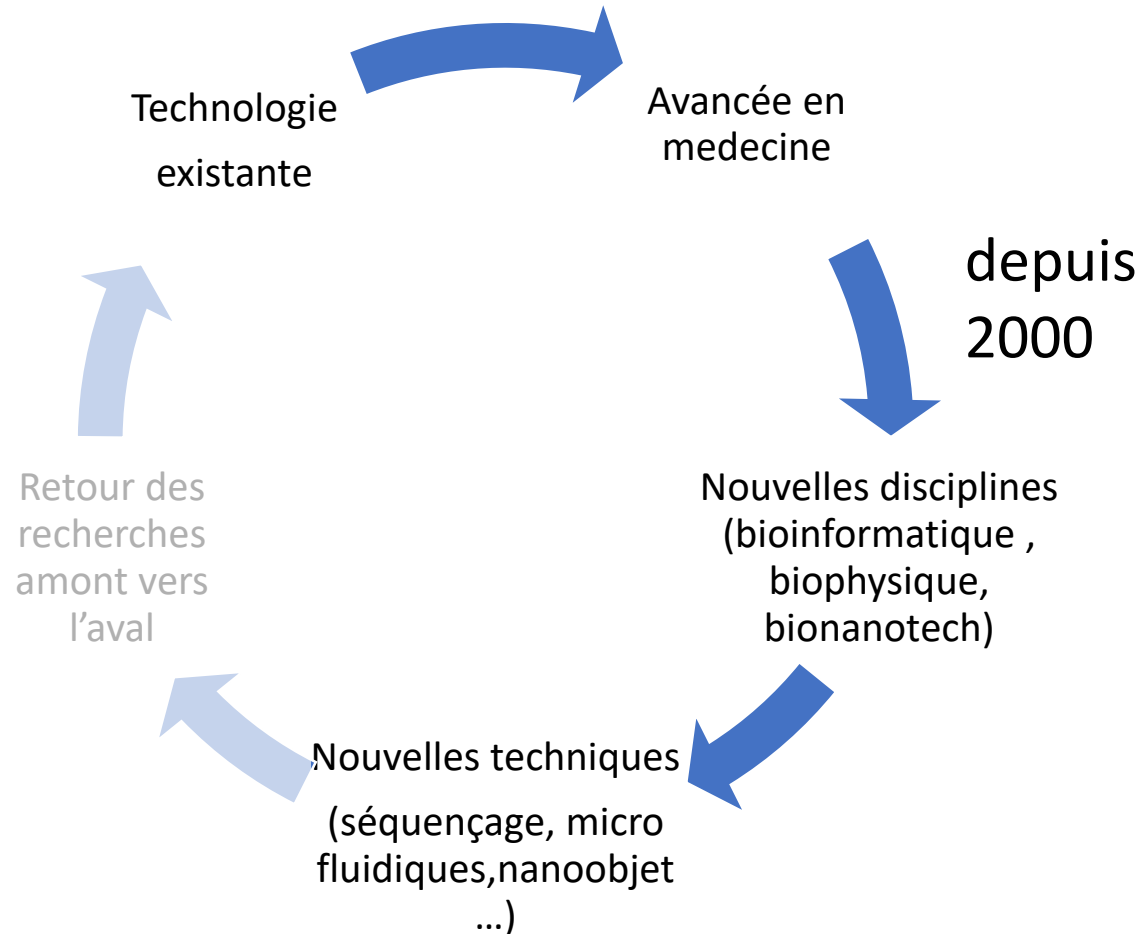 Technologie
existante
Avancée en
medecine
depuis
2000
Nouvelles disciplines
(bioinformatique ,
biophysique,
bionanotech)
Nouvelles techniques
(séquençage, micro
fluidiques,nanoobjet
...)
Retour des
recherches
amont vers
l’aval